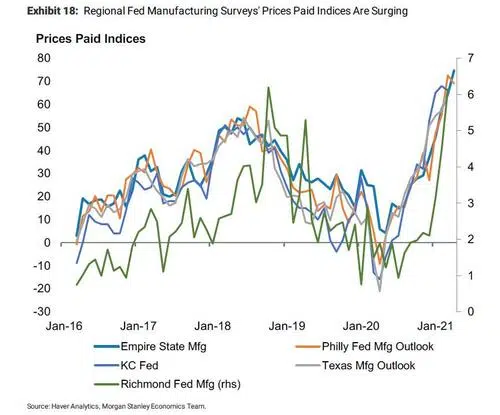 Exhibit 18: Regional Fed Manufacturing Surveys' Prices Paid Indices Are Surging
Prices Paid Indices
80 7
70
60 6
50 5
40 4
30
20 3
10
0 2
-10 1
-20
-30 0
Jan-16 Jan-17 Jan-18 Jan-19 Jan-20 Jan-21
Empire State Mfg Philly Fed Mfg Outlook
KC Fed Texas Mfg Outlook
Richmond Fed Mfg (rhs)
Source: Haver Analytics, Morgan Stanley Economics Team.